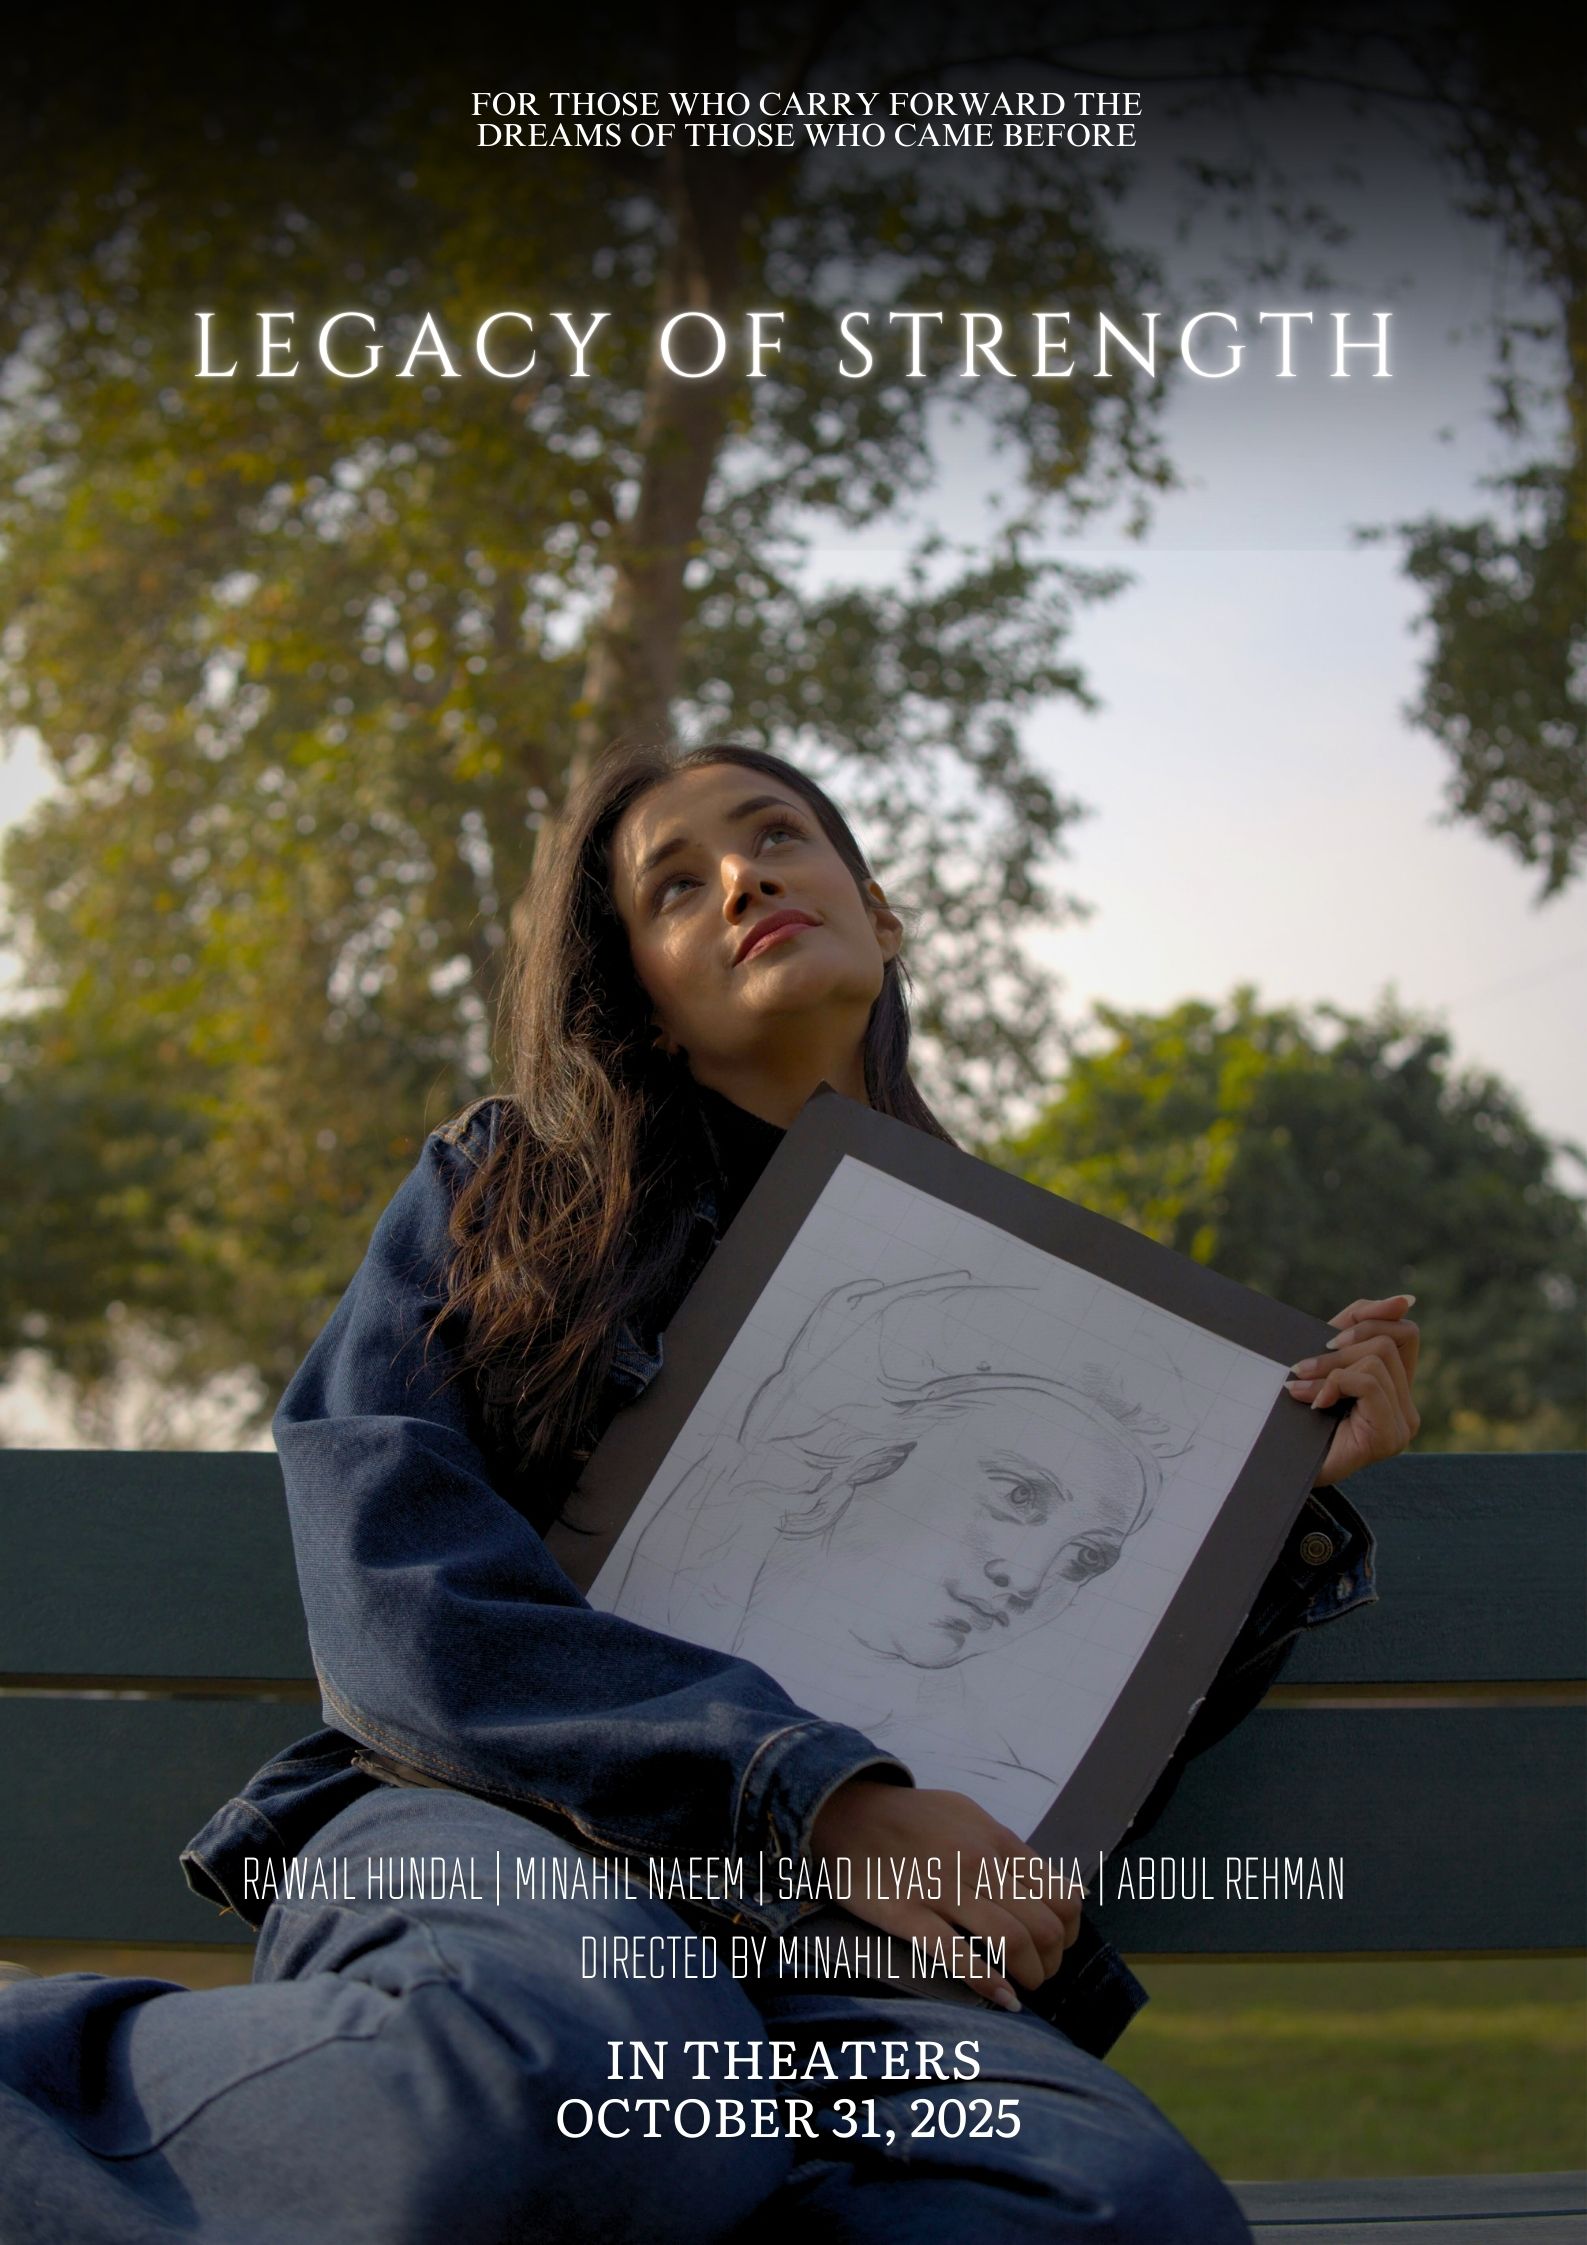 FOR THOSE WHO CARRY FORWARD THE
DREAMS OF THOSE WHO CAME BEFORE
LEGACY OF STRENGTH
RAWAIL HUNDAL | MINAHIL NAEEM | SAAD ILYAS | AYESHA | ABDUL REHMAN
DIRECTED BY MINAHIL NAEEM
IN THEATERS
OCTOBER 31, 2025